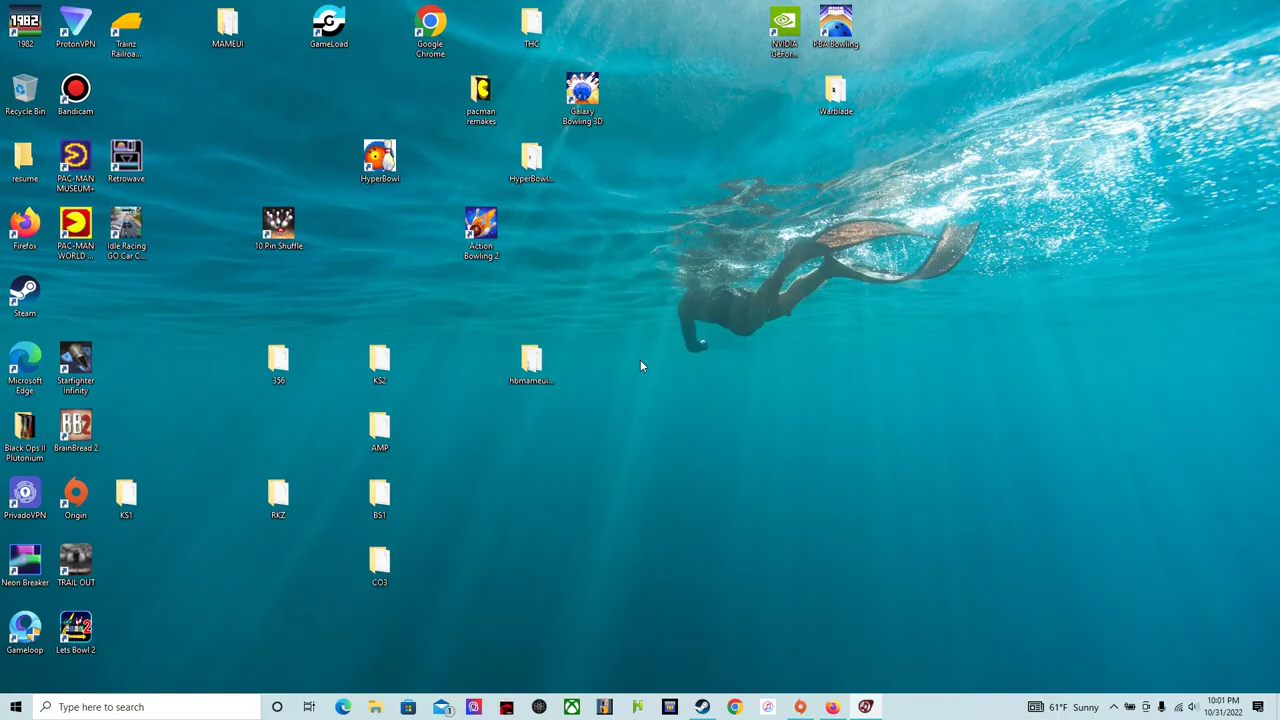 1982
ProtonVPN
Trainz
Railroa...
MAMEUI
GameLoad
Google
Chrome
THC
NVIDIA
GeFor...
PBA Bowling
Recycle Bin
Bandicam
pacman
remakes
Galaxy
Bowling 3D
Warblade
resume
PAC-MAN
MUSEUM+
Retrowave
HyperBowl
HyperBowl...
Firefox
PAC-MAN
WORLD ...
Idle Racing
GO Car C...
10 Pin Shuffle
Action
Bowling 2
Steam
Microsoft
Edge
Starfighter
Infinity
356
KS2
hbmameui...
Black Ops II
Plutonium
BrainBread 2
AMP
PrivadoVPN
Origin
KS1
RKZ
BS1
Neon Breaker
TRAIL OUT
CO3
Gameloop
Lets Bowl 2
Type here to search
61°F Sunny
10:01 PM
10/31/2022